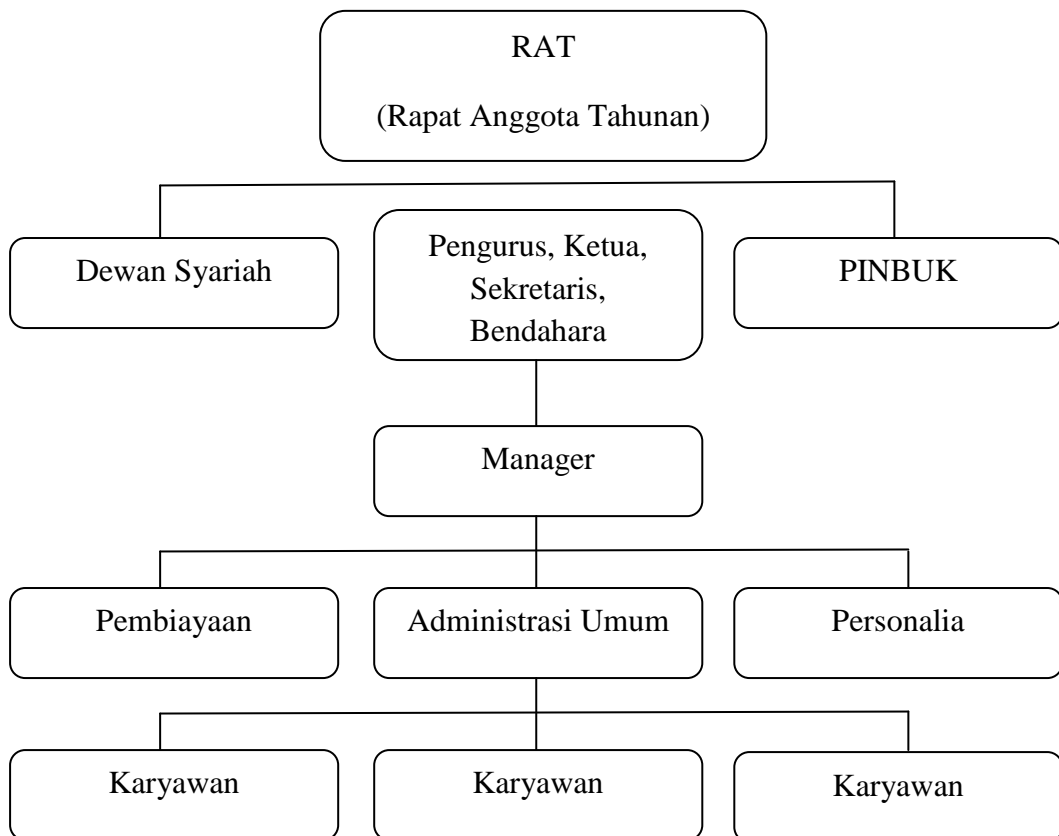 RAT
(Rapat Anggota Tahunan)
Dewan Syariah
Pengurus, Ketua,
Sekretaris,
Bendahara
PINBUK
Manager
Pembiayaan
Administrasi Umum
Personalia
Karyawan
Karyawan
Karyawan